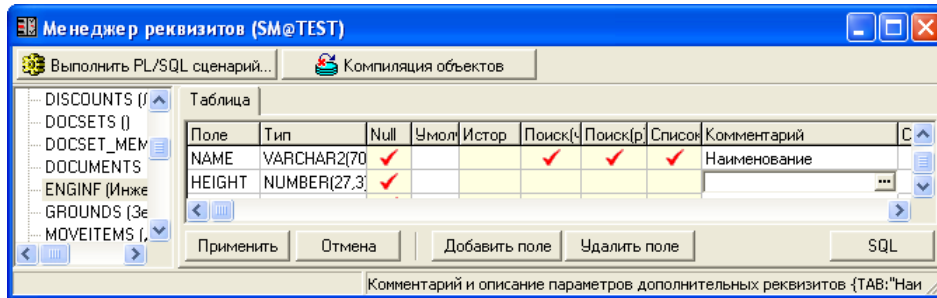 Менеджер реквизитов (SM@TEST)
Выполнить PL/SQL сценарий... Компиляция объектов
DISCOUNTS (
DOCSETS ()
DOCSET_MEM
DOCUMENTS
ENGINF (Инже
GROUNDS (Зе
MOVEITEMS (
Таблица
Поле Тип Null Умолч Истор Поиск(ч Поиск(р) Список Комментарий С
NAME VARCHAR2(70 Наименование
HEIGHT NUMBER(27,3) ...
Применить Отмена Добавить поле Удалить поле SQL
Комментарий и описание параметров дополнительных реквизитов -{TAB:"Наи